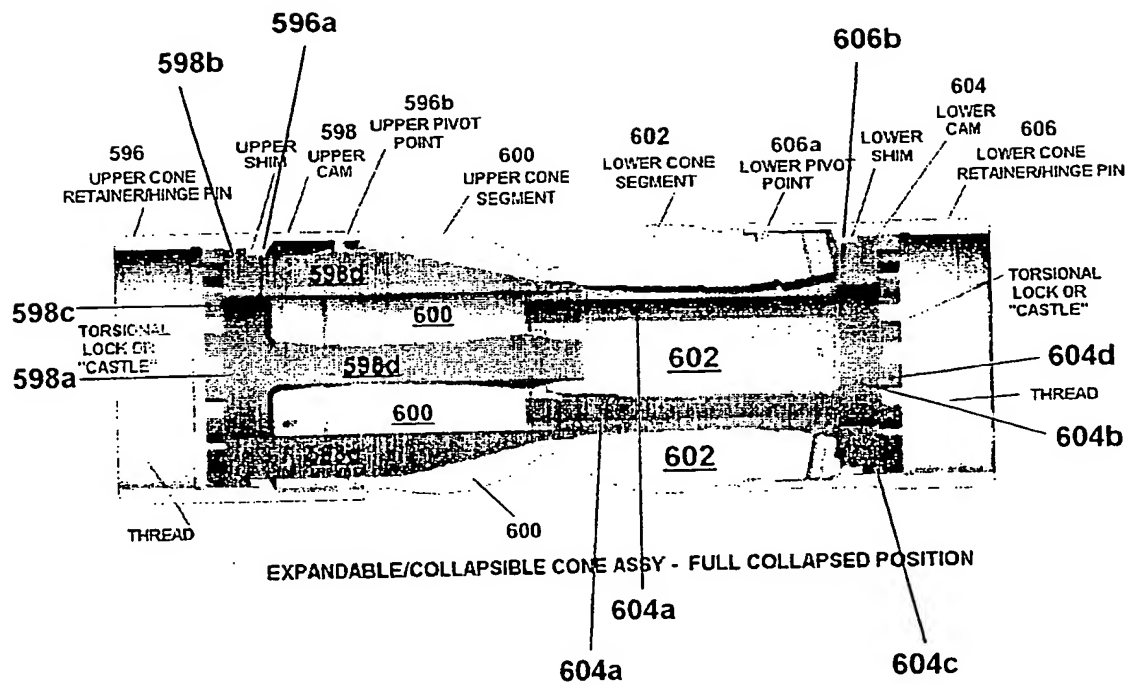 596a
598b
606b
596b
UPPER PIVOT
POINT
604
LOWER
CAM
596
UPPER CONE
RETAINER/HINGE PIN
UPPER
SHIM
598
UPPER
CAM
600
UPPER CONE
SEGMENT
602
LOWER CONE
SEGMENT
606a
LOWER PIVOT
POINT
LOWER
SHIM
606
LOWER CONE
RETAINER/HINGE PIN
598d
598c
600
TORSIONAL
LOCK OR
"CASTLE"
TORSIONAL
LOCK OR
"CASTLE"
598a
598d
602
604d
THREAD
600
604b
602
THREAD
600
EXPANDABLE/COLLAPSIBLE CONE ASSY - FULL COLLAPSED POSITION
604a
604a
604c